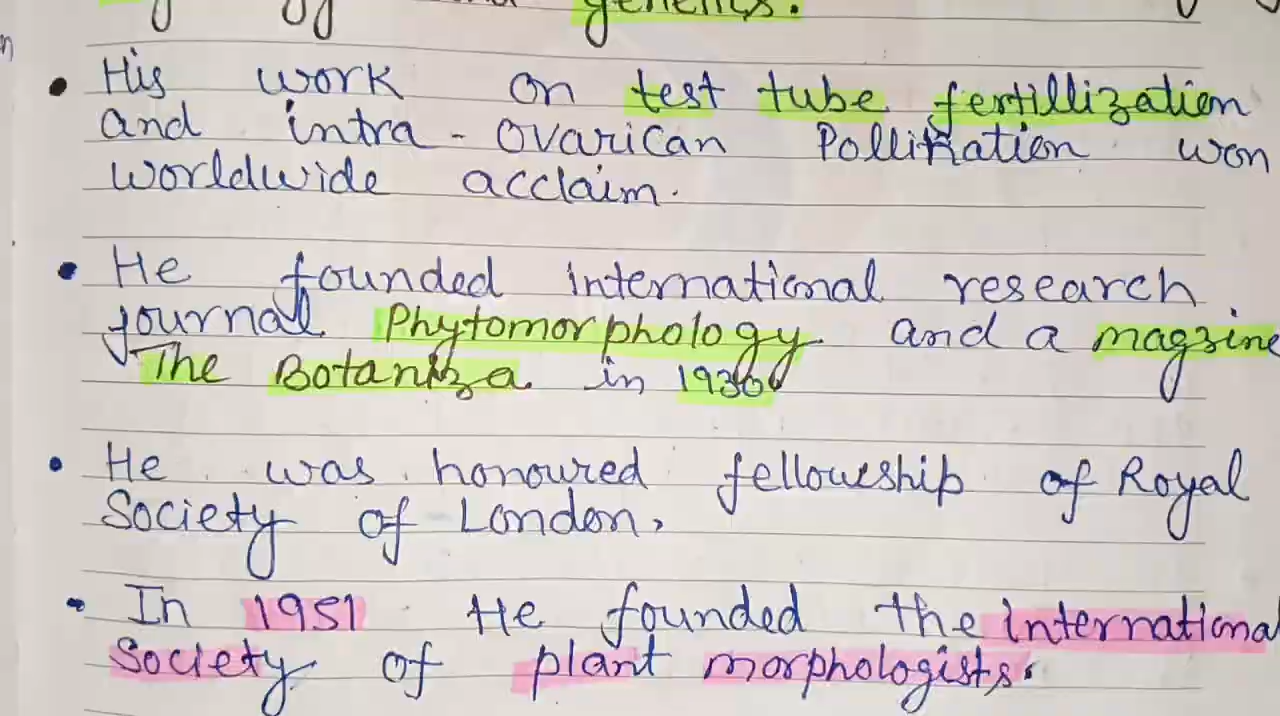 genetics.
• His work on test tube fertillization
and intra-ovarican Pollination won
worldwide acclaim.
• He founded international research
journal Phytomorphology and a magzine
The Botaniza in 1930
• He was honoured fellowship of Royal
Society of London,
• In 1951 He founded the international
Society of plant morphologists.